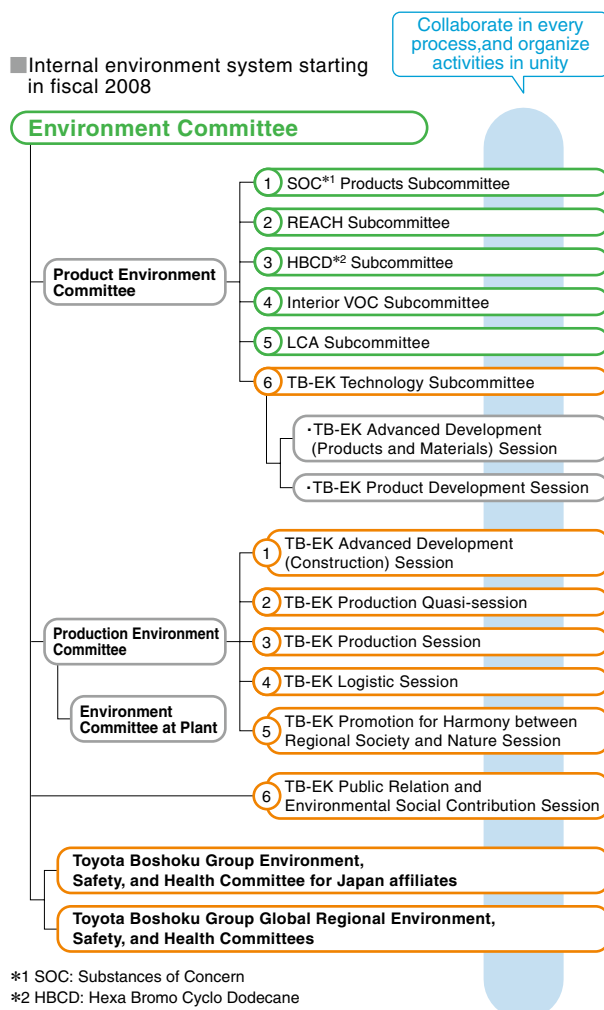 Collaborate in every
process,and organize
activities in unity
Internal environment system starting
in fiscal 2008
Environment Committee
Product Environment
Committee
1 SOC*1 Products Subcommittee
2 REACH Subcommittee
3 HBCD*2 Subcommittee
4 Interior VOC Subcommittee
5 LCA Subcommittee
6 TB-EK Technology Subcommittee
・TB-EK Advanced Development
(Products and Materials) Session
・TB-EK Product Development Session
Production Environment
Committee
Environment
Committee at Plant
1 TB-EK Advanced Development
(Construction) Session
2 TB-EK Production Quasi-session
3 TB-EK Production Session
4 TB-EK Logistic Session
5 TB-EK Promotion for Harmony between
Regional Society and Nature Session
6 TB-EK Public Relation and
Environmental Social Contribution Session
Toyota Boshoku Group Environment,
Safety, and Health Committee for Japan affiliates
Toyota Boshoku Group Global Regional Environment,
Safety, and Health Committees
*1 SOC: Substances of Concern
*2 HBCD: Hexa Bromo Cyclo Dodecane